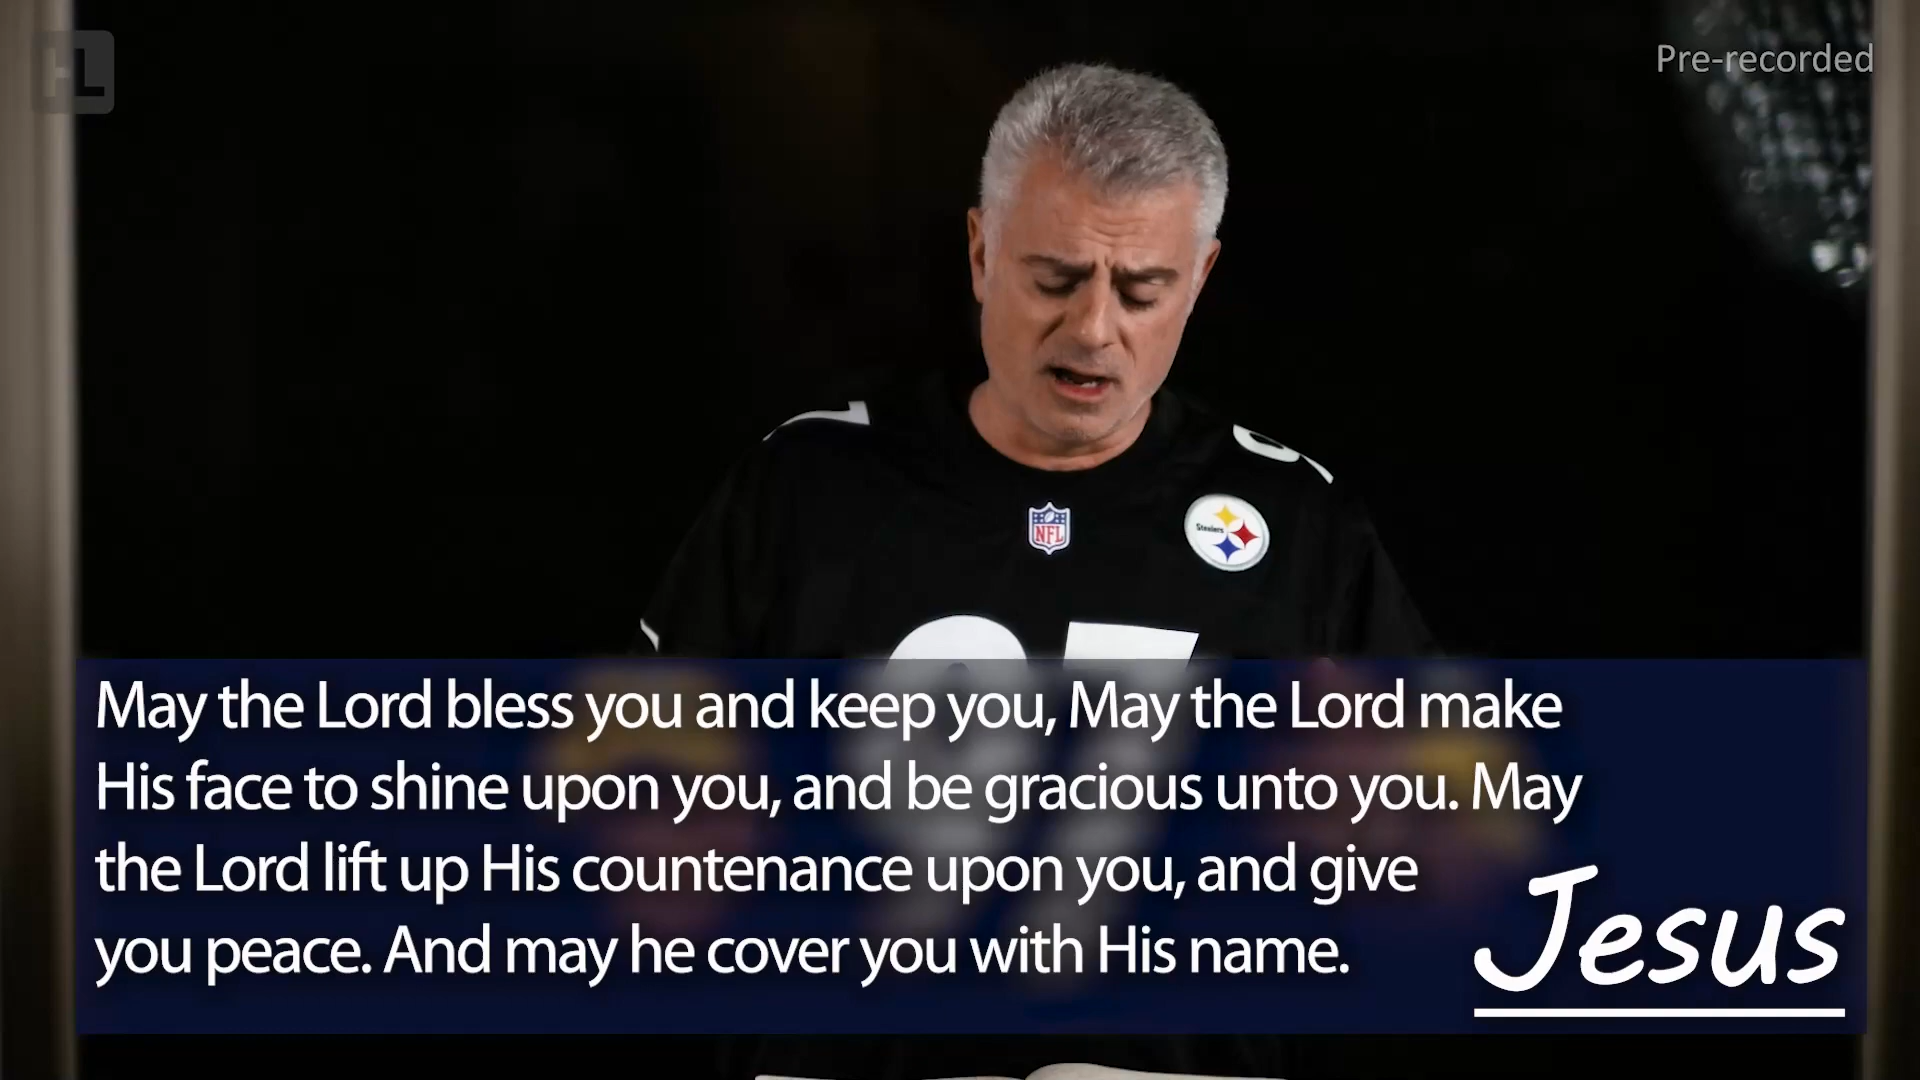 HL
Pre-recorded
NFL
Steelers
97
May the Lord bless you and keep you, May the Lord make
His face to shine upon you, and be gracious unto you. May
the Lord lift up His countenance upon you, and give
you peace. And may he cover you with His name.
Jesus